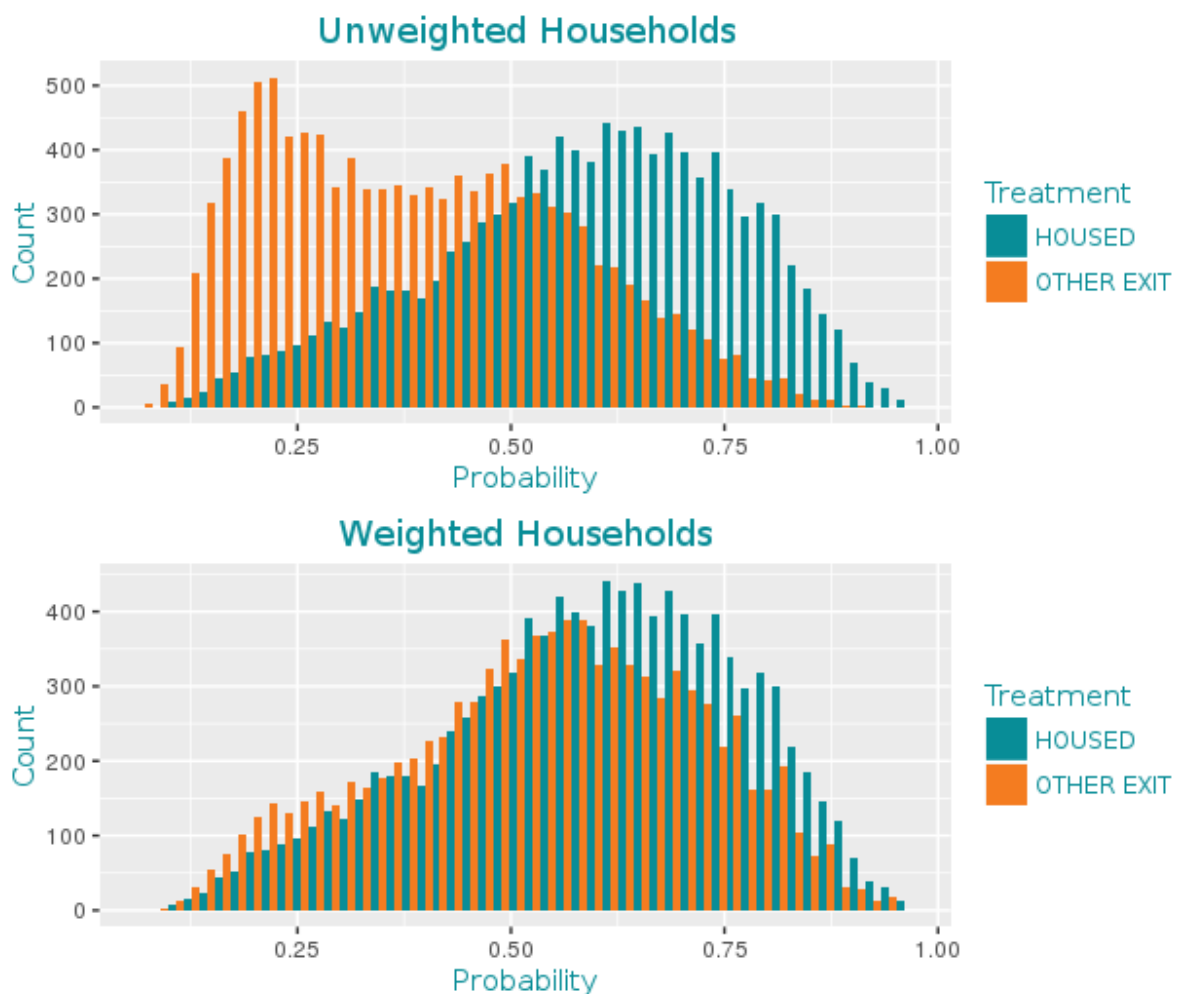 Unweighted Households
500
400
300
200
100
0
Count
0.25 0.50 0.75 1.00
Probability
Treatment
HOUSED
OTHER EXIT
Weighted Households
400
300
200
100
0
Count
0.25 0.50 0.75 1.00
Probability
Treatment
HOUSED
OTHER EXIT